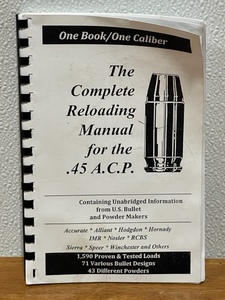 One Book/One Caliber
The
Complete
Reloading
Manual
for the
.45 A.C.P.
Containing Unabridged Information
from U.S. Bullet
and Powder Makers
Accurate * Alliant * Hodgdon * Hornady
IMR * Nosler * RCBS
Sierra * Speer * Winchester and Others
1,590 Proven & Tested Loads
71 Various Bullet Designs
43 Different Powders